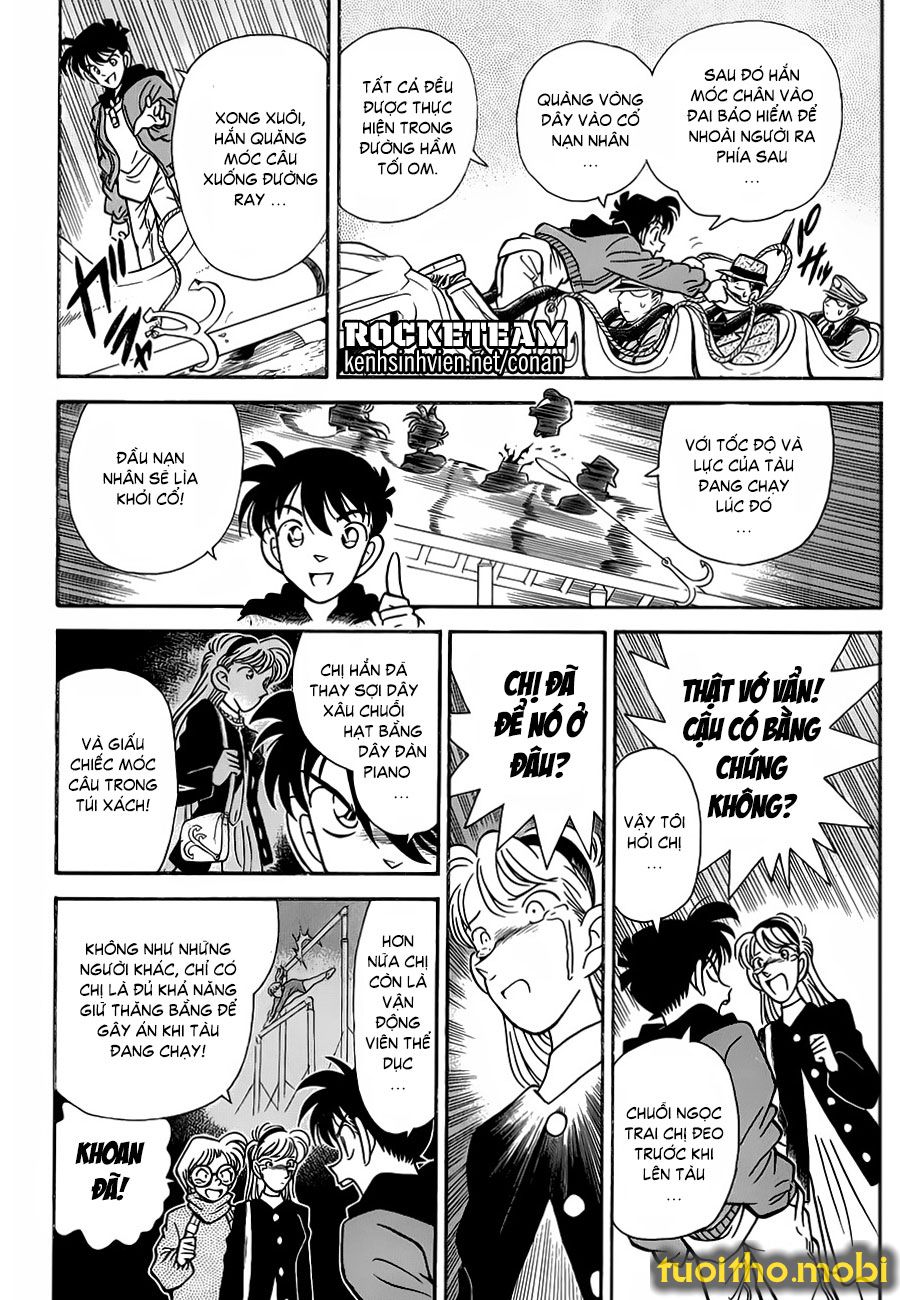 SAU ĐÓ HẮN
MÓC CHÂN VÀO
ĐAI BẢO HIỂM ĐỂ
NHOÀI NGƯỜI RA
PHÍA SAU
...
QUÀNG VÒNG
DÂY VÀO CỔ
NẠN NHÂN
...
TẤT CẢ ĐỀU
ĐƯỢC THỰC
HIỆN TRONG
ĐƯỜNG HẦM
TỐI OM.
XONG XUÔI,
HẮN QUĂNG
MÓC CÂU
XUỐNG ĐƯỜNG
RAY ...
ROCKETEAM
kenhsinhvien.net/conan
VỚI TỐC ĐỘ VÀ
LỰC CỦA TÀU
ĐANG CHẠY
LÚC ĐÓ
...
ĐẦU NẠN
NHÂN SẼ LÌA
KHỎI CỔ!
THẬT VỚ VẨN!
CẬU CÓ BẰNG
CHỨNG
KHÔNG?
VẬY TÔI
HỎI CHỊ
...
CHUỖI NGỌC
TRAI CHỊ ĐEO
TRƯỚC KHI
LÊN TÀU
...
CHỊ ĐÃ
ĐỂ NÓ Ở
ĐÂU?
CHỊ HẲN ĐÃ
THAY SỢI DÂY
XÂU CHUỖI
HẠT BẰNG
DÂY ĐÀN
PIANO
...
VÀ GIẤU
CHIẾC MÓC
CÂU TRONG
TÚI XÁCH!
HƠN
NỮA CHỊ
CÒN LÀ
VẬN
ĐỘNG
VIÊN THỂ
DỤC
...
KHÔNG NHƯ NHỮNG
NGƯỜI KHÁC, CHỈ CÓ
CHỊ LÀ ĐỦ KHẢ NĂNG
GIỮ THĂNG BẰNG ĐỂ
GÂY ÁN KHI TÀU
ĐANG CHẠY!
KHOAN
ĐÃ!
tuoitho.mobi